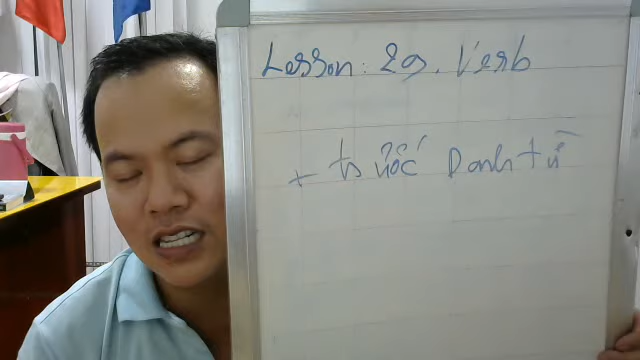 Lesson: 29. Verb
+ trước Danh từ